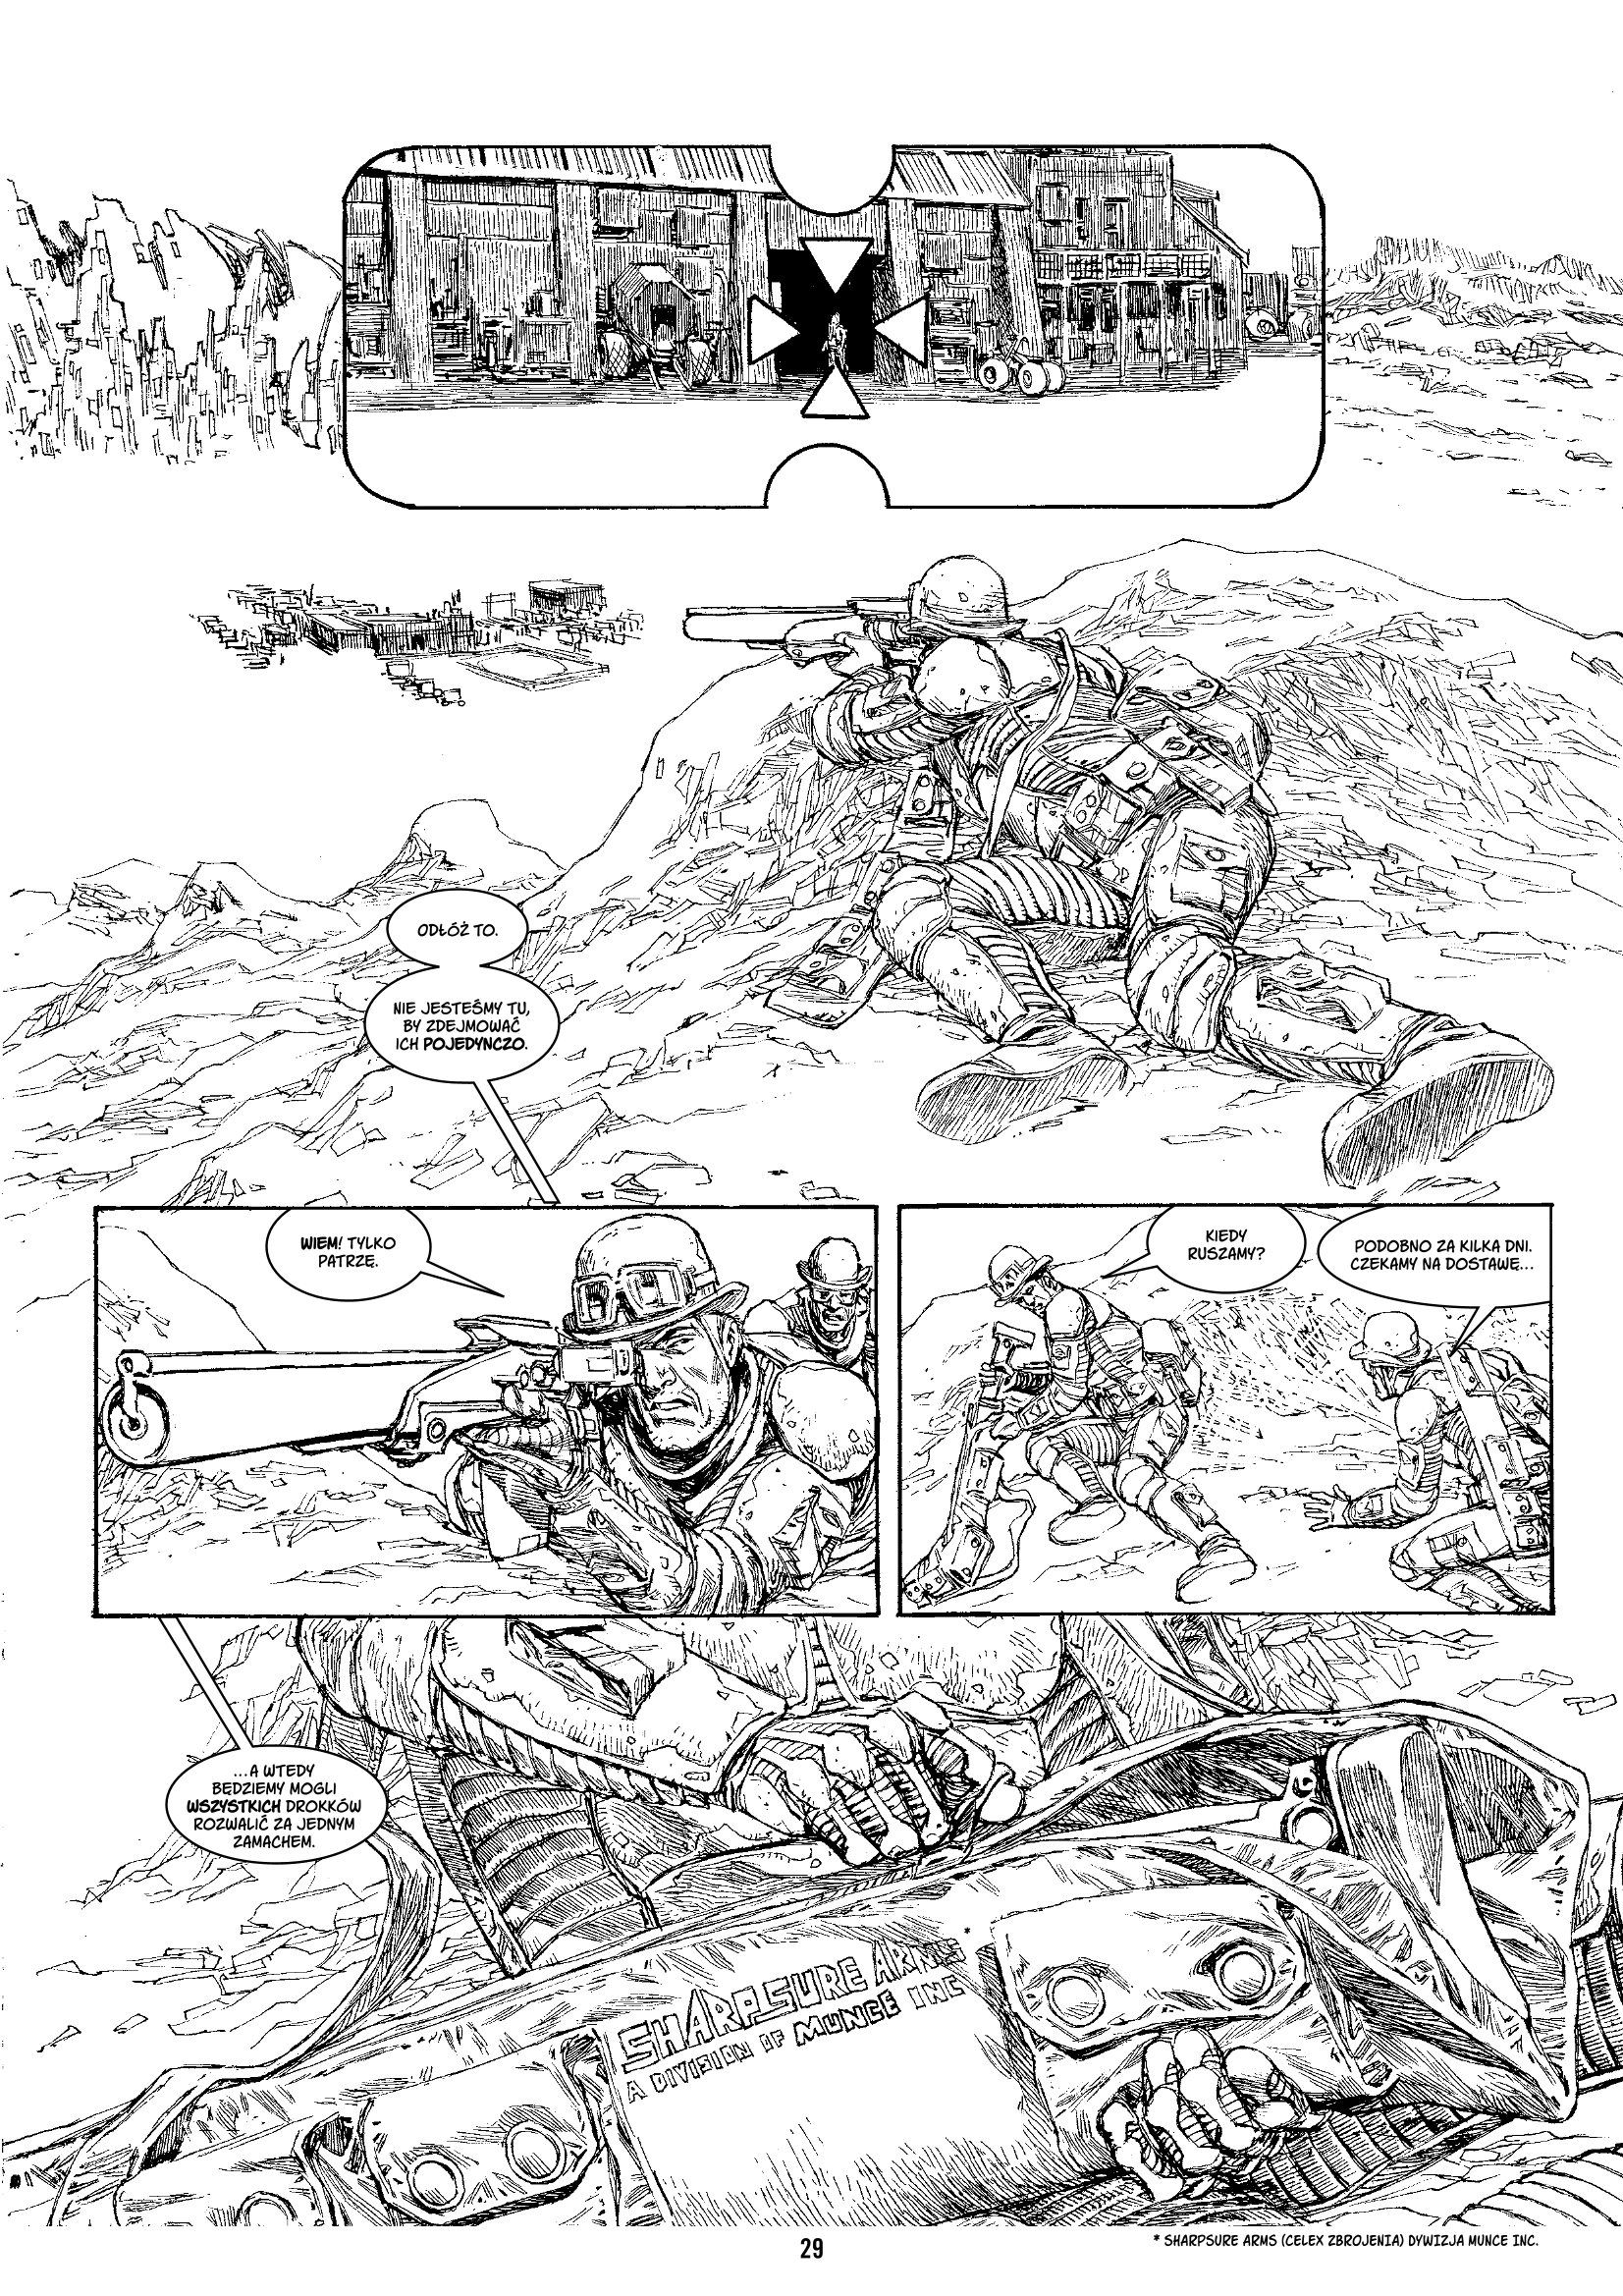 ODŁÓŻ TO.
NIE JESTEŚMY TU,
BY ZDEJMOWAĆ
ICH POJEDYNCZO.
WIEM! TYLKO
PATRZĘ.
KIEDY
RUSZAMY?
PODOBNO ZA KILKA DNI.
CZEKAMY NA DOSTAWĘ...
...A WTEDY
BEDZIEMY MOGLI
WSZYSTKICH DROKKÓW
ROZWALIĆ ZA JEDNYM
ZAMACHEM.
SHARPSURE ARMS*
A DIVISION OF MUNCE INC
29
* SHARPSURE ARMS (CELEX ZBROJENIA) DYWIZJA MUNCE INC.